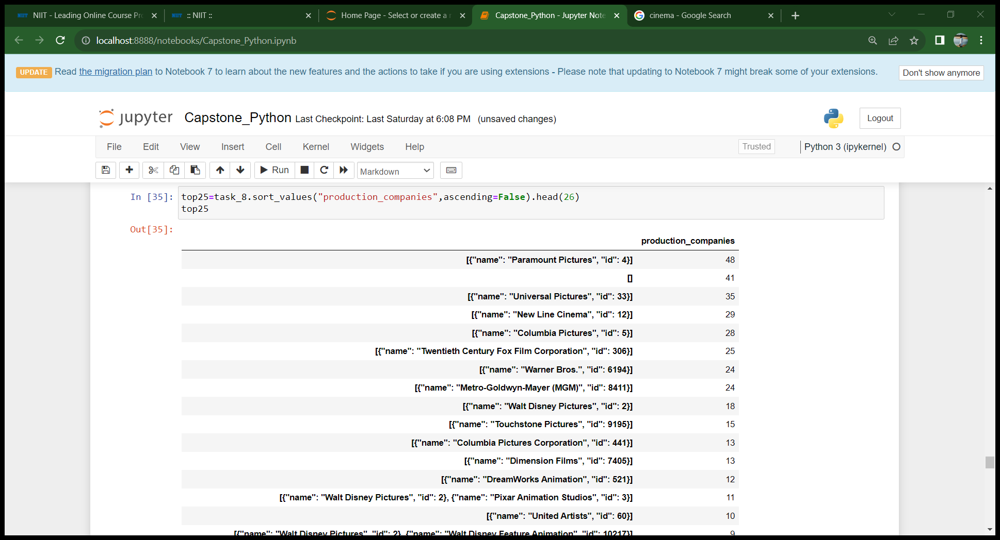 NIIT NIIT - Leading Online Course Pro
NIIT :: NIIT ::
Home Page - Select or create a n
Capstone_Python - Jupyter Note
cinema - Google Search
localhost:8888/notebooks/Capstone_Python.ipynb
UPDATE Read the migration plan to Notebook 7 to learn about the new features and the actions to take if you are using extensions - Please note that updating to Notebook 7 might break some of your extensions. Don't show anymore
jupyter Capstone_Python Last Checkpoint: Last Saturday at 6:08 PM (unsaved changes) Logout
File Edit View Insert Cell Kernel Widgets Help Trusted Python 3 (ipykernel)
Run Markdown
In [35]: top25=task_8.sort_values("production_companies",ascending=False).head(26)
top25
Out[35]:
production_companies
[{"name": "Paramount Pictures", "id": 4}] 48
[] 41
[{"name": "Universal Pictures", "id": 33}] 35
[{"name": "New Line Cinema", "id": 12}] 29
[{"name": "Columbia Pictures", "id": 5}] 28
[{"name": "Twentieth Century Fox Film Corporation", "id": 306}] 25
[{"name": "Warner Bros.", "id": 6194}] 24
[{"name": "Metro-Goldwyn-Mayer (MGM)", "id": 8411}] 24
[{"name": "Walt Disney Pictures", "id": 2}] 18
[{"name": "Touchstone Pictures", "id": 9195}] 15
[{"name": "Columbia Pictures Corporation", "id": 441}] 13
[{"name": "Dimension Films", "id": 7405}] 13
[{"name": "DreamWorks Animation", "id": 521}] 12
[{"name": "Walt Disney Pictures", "id": 2}, {"name": "Pixar Animation Studios", "id": 3}] 11
[{"name": "United Artists", "id": 60}] 10
[{"name": "Walt Disney Pictures", "id": 2}, {"name": "Walt Disney Feature Animation", "id": 10217}] 9